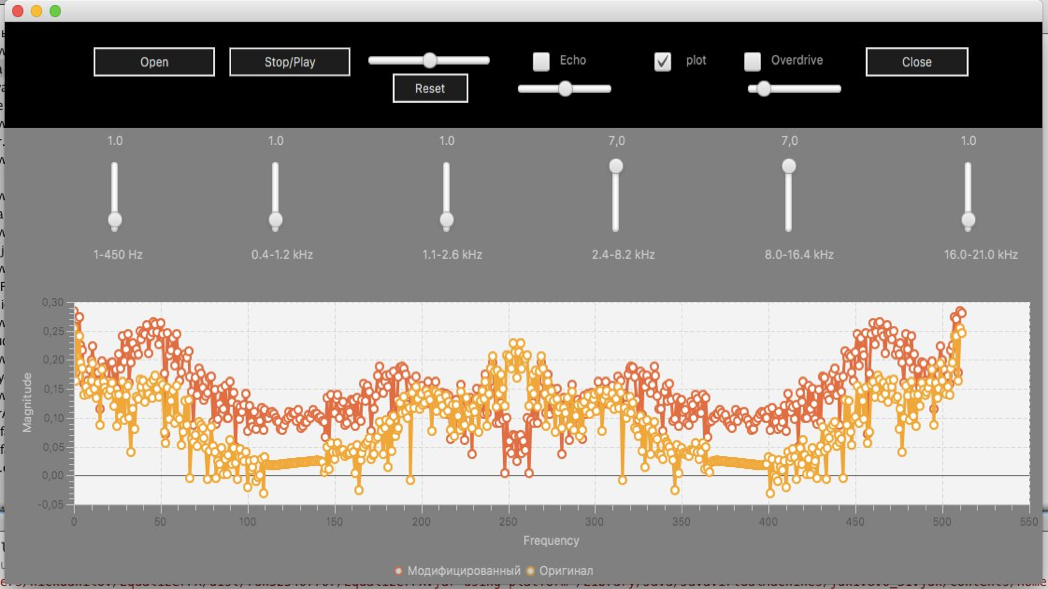 Open
Stop/Play
Echo
plot
Overdrive
Close
Reset
1.0
1.0
1.0
7,0
7,0
1.0
1-450 Hz
0.4-1.2 kHz
1.1-2.6 kHz
2.4-8.2 kHz
8.0-16.4 kHz
16.0-21.0 kHz
0,30
0,25
0,20
0,15
0,10
0,05
0,00
-0,05
Magnitude
0
50
100
150
200
250
300
350
400
450
500
550
Frequency
Модифицированный
Оригинал